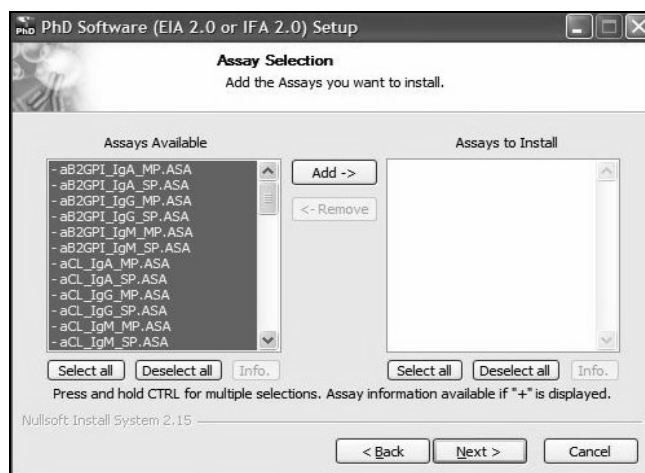 PhD PhD Software (EIA 2.0 or IFA 2.0) Setup
Assay Selection
Add the Assays you want to install.
Assays Available
Assays to Install
- aB2GPI_IgA_MP.ASA
- aB2GPI_IgA_SP.ASA
- aB2GPI_IgG_MP.ASA
- aB2GPI_IgG_SP.ASA
- aB2GPI_IgM_MP.ASA
- aB2GPI_IgM_SP.ASA
- aCL_IgA_MP.ASA
- aCL_IgA_SP.ASA
- aCL_IgG_MP.ASA
- aCL_IgG_SP.ASA
- aCL_IgM_MP.ASA
- aCL_IgM_SP.ASA
Add ->
<- Remove
Select all Deselect all Info.
Select all Deselect all Info.
Press and hold CTRL for multiple selections. Assay information available if "+" is displayed.
Nullsoft Install System 2.15
< Back Next > Cancel